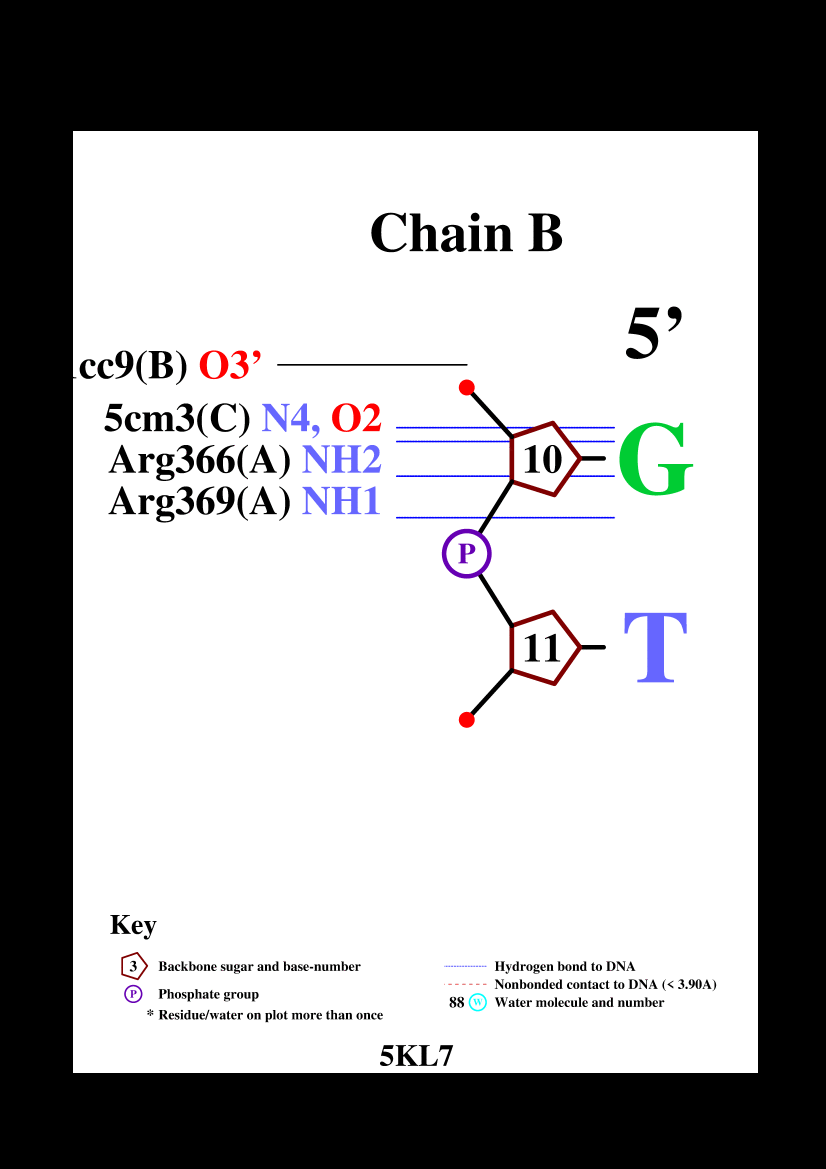 Chain B
5’
1cc9(B) O3’
5cm3(C) N4, O2
Arg366(A) NH2
10
G
Arg369(A) NH1
P
11
T
Key
3 Backbone sugar and base-number
Hydrogen bond to DNA
Nonbonded contact to DNA (< 3.90A)
P Phosphate group
88 W Water molecule and number
* Residue/water on plot more than once
5KL7